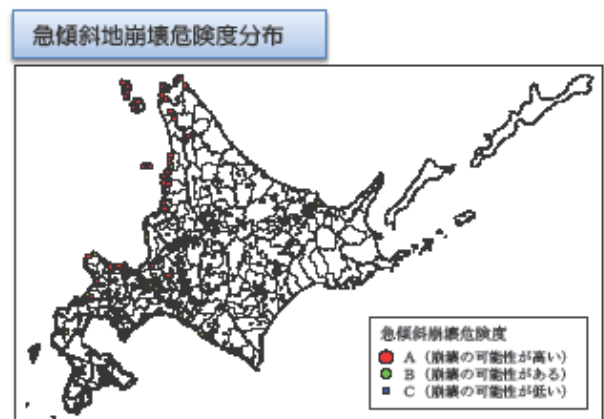 急傾斜地崩壊危険度分布
急傾斜崩壊危険度
A (崩壊の可能性が高い)
B (崩壊の可能性がある)
C (崩壊の可能性が低い)